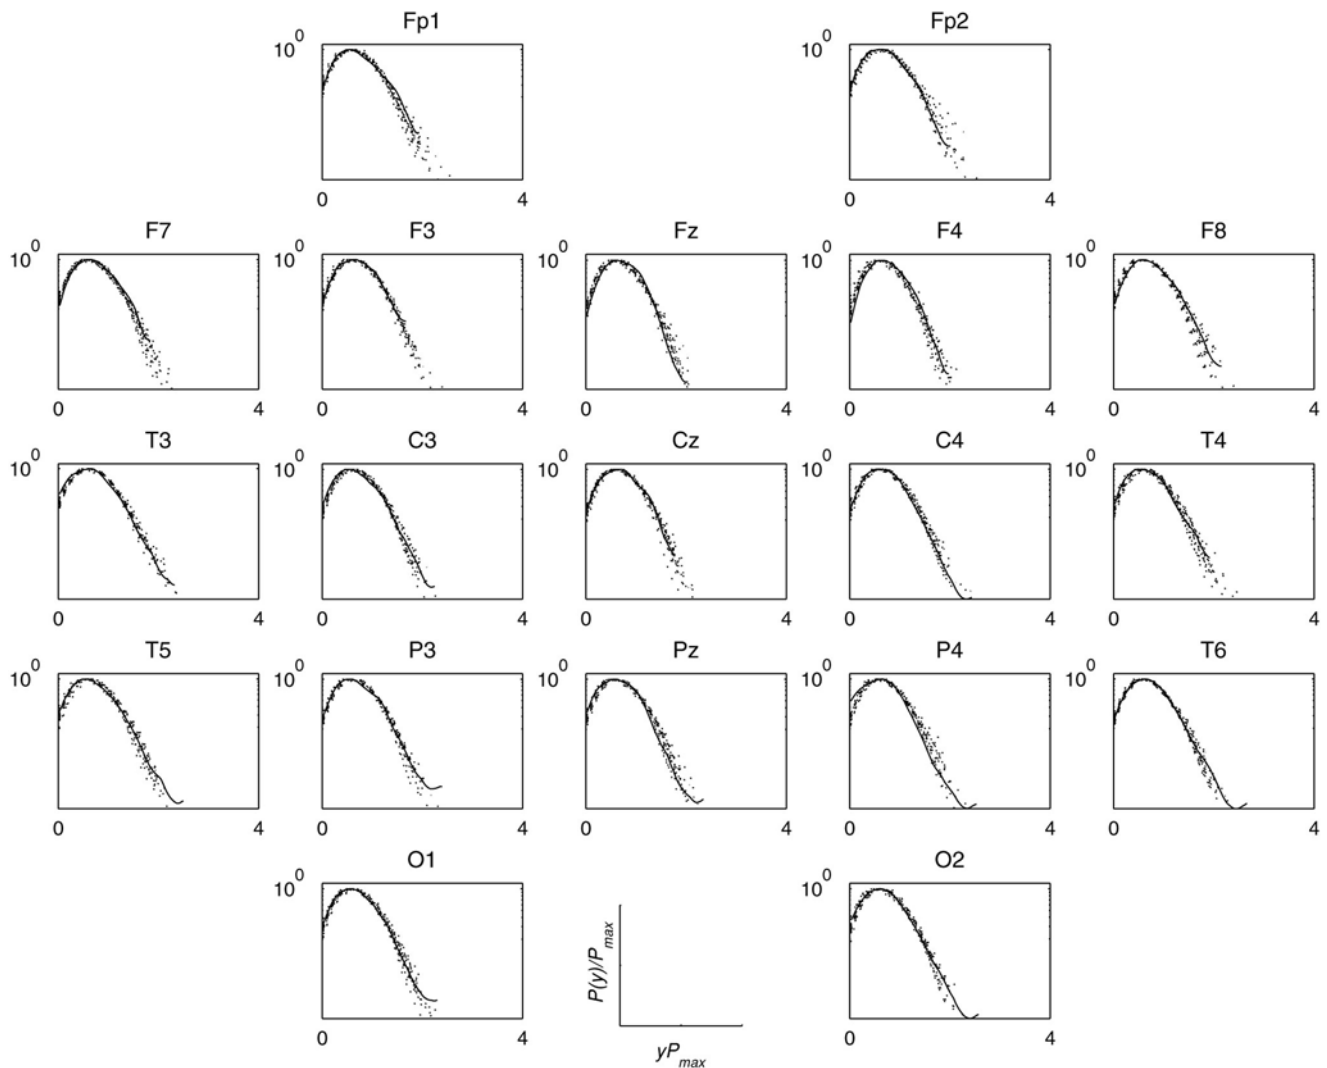 Fp1 Fp2
10^0 10^0
0 4 0 4
F7 F3 Fz F4 F8
10^0 10^0 10^0 10^0 10^0
0 4 0 4 0 4 0 4 0 4
T3 C3 Cz C4 T4
10^0 10^0 10^0 10^0 10^0
0 4 0 4 0 4 0 4 0 4
T5 P3 Pz P4 T6
10^0 10^0 10^0 10^0 10^0
0 4 0 4 0 4 0 4 0 4
O1 O2
10^0 10^0
P(y)/P_max
0 4 0 4
yP_max